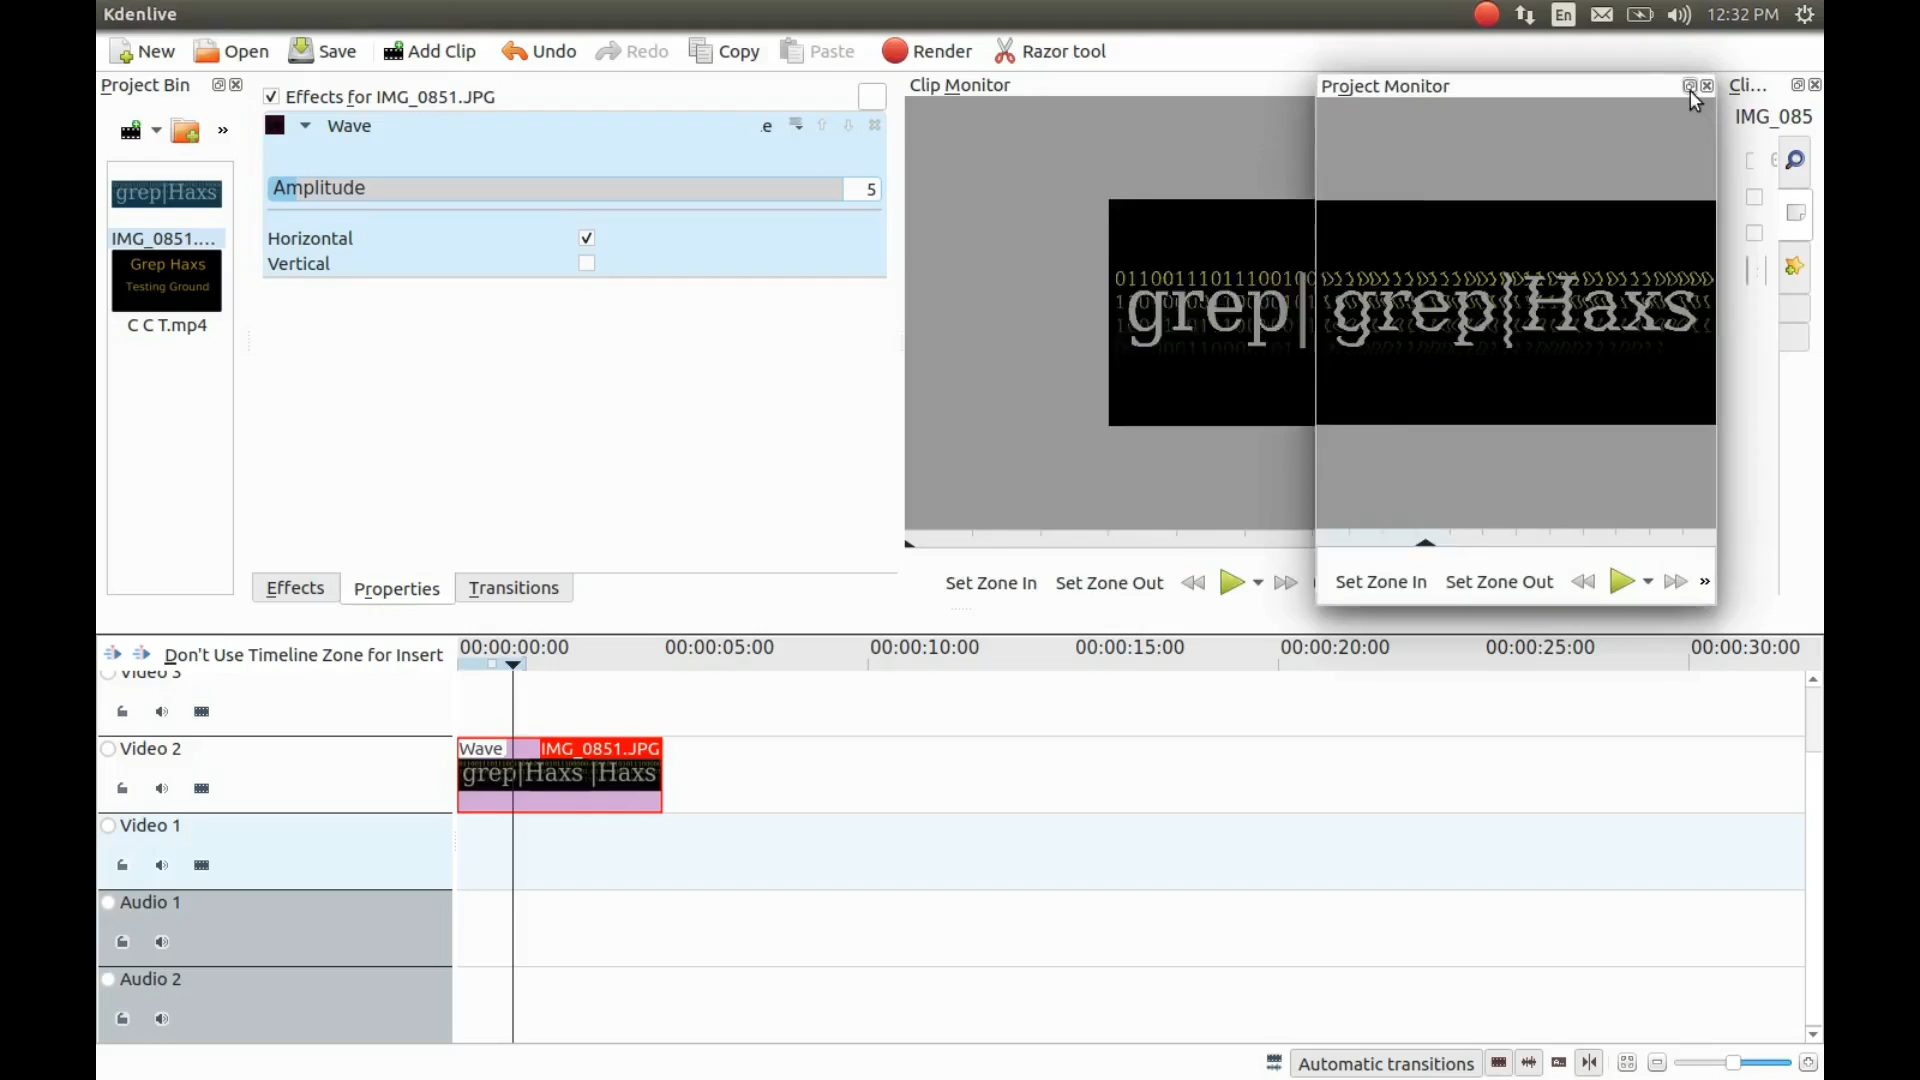 Kdenlive
En
12:32 PM
New
Open
Save
Add Clip
Undo
Redo
Copy
Paste
Render
Razor tool
Project Bin
»
grep|Haxs
IMG_0851....
Grep Haxs
Testing Ground
C C T.mp4
Effects for IMG_0851.JPG
Wave
.e
Amplitude
5
Horizontal
Vertical
Effects
Properties
Transitions
Clip Monitor
grep|
Set Zone In
Set Zone Out
Project Monitor
grep|Haxs
Set Zone In
Set Zone Out
»
Cli...
IMG_085
Don't Use Timeline Zone for Insert
00:00:00:00
00:00:05:00
00:00:10:00
00:00:15:00
00:00:20:00
00:00:25:00
00:00:30:00
Video 3
Video 2
Wave
IMG_0851.JPG
grep|Haxs |Haxs
Video 1
Audio 1
Audio 2
Automatic transitions